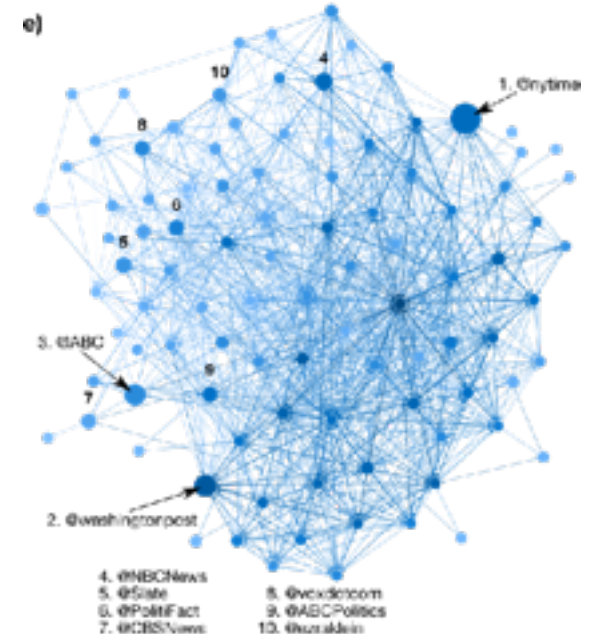 e)
4
10
1. @nytime
8
6
5
3. @ABC
9
7
2. @washingtonpost
4. @NBCNews
5. @Slate
6. @PolitiFact
7. @CBSNews
8. @voxdotcom
9. @ABCPolitics
10. @ezraklein